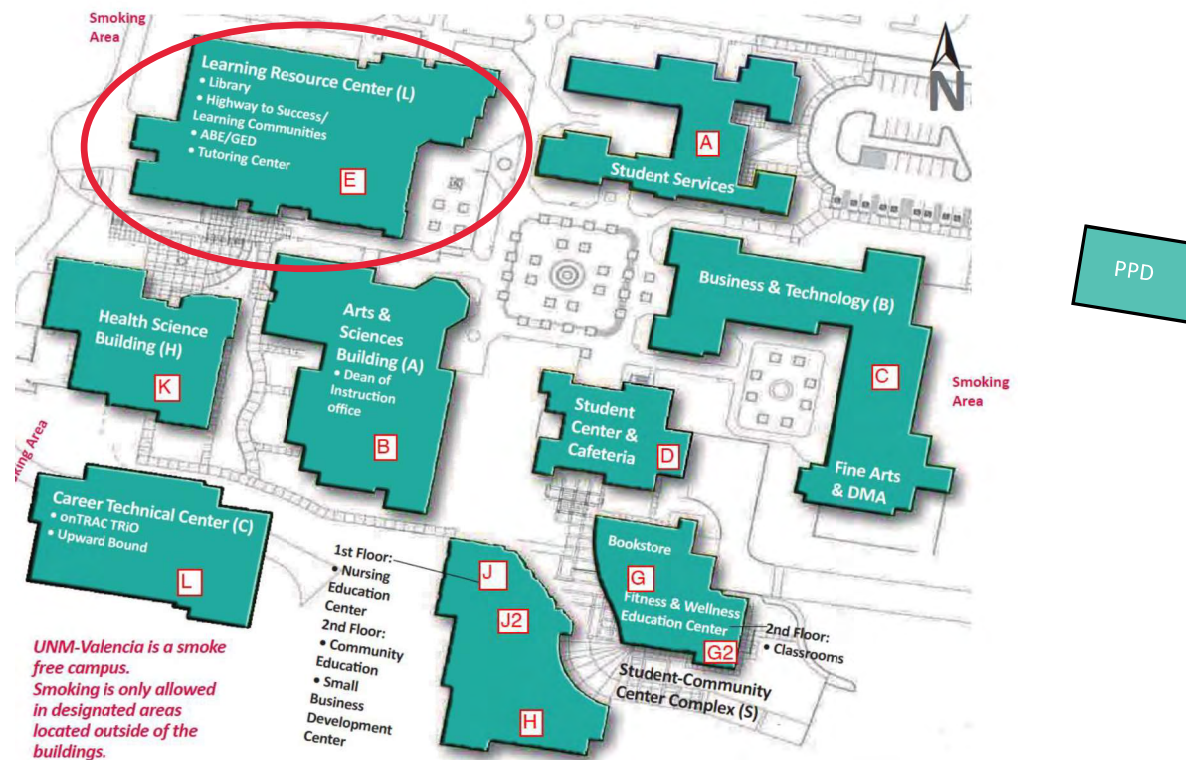 Smoking
Area
Learning Resource Center (L)
• Library
• Highway to Success/
Learning Communities
• ABE/GED
• Tutoring Center
E
A
Student Services
N
PPD
Health Science
Building (H)
K
Arts &
Sciences
Building (A)
• Dean of
Instruction
office
B
Business & Technology (B)
C
Smoking
Area
Fine Arts
& DMA
Student
Center &
Cafeteria
D
king Area
Career Technical Center (C)
• onTRAC TRiO
• Upward Bound
L
1st Floor:
• Nursing
Education
Center
2nd Floor:
• Community
Education
• Small
Business
Development
Center
J
J2
H
Bookstore
G
Fitness & Wellness
Education Center
G2
2nd Floor:
• Classrooms
Student-Community
Center Complex (S)
UNM-Valencia is a smoke
free campus.
Smoking is only allowed
in designated areas
located outside of the
buildings.